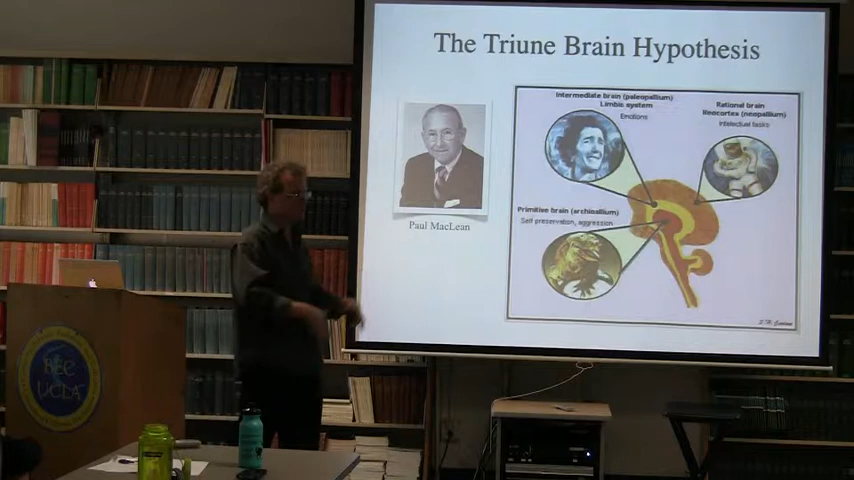 The Triune Brain Hypothesis
Intermediate brain (paleopallium)
Limbic system
Emotions
Rational brain
Neocortex (neopallium)
Intellectual tasks
Primitive brain (archipallium)
Self preservation, aggression
Paul MacLean
BEC
UCLA